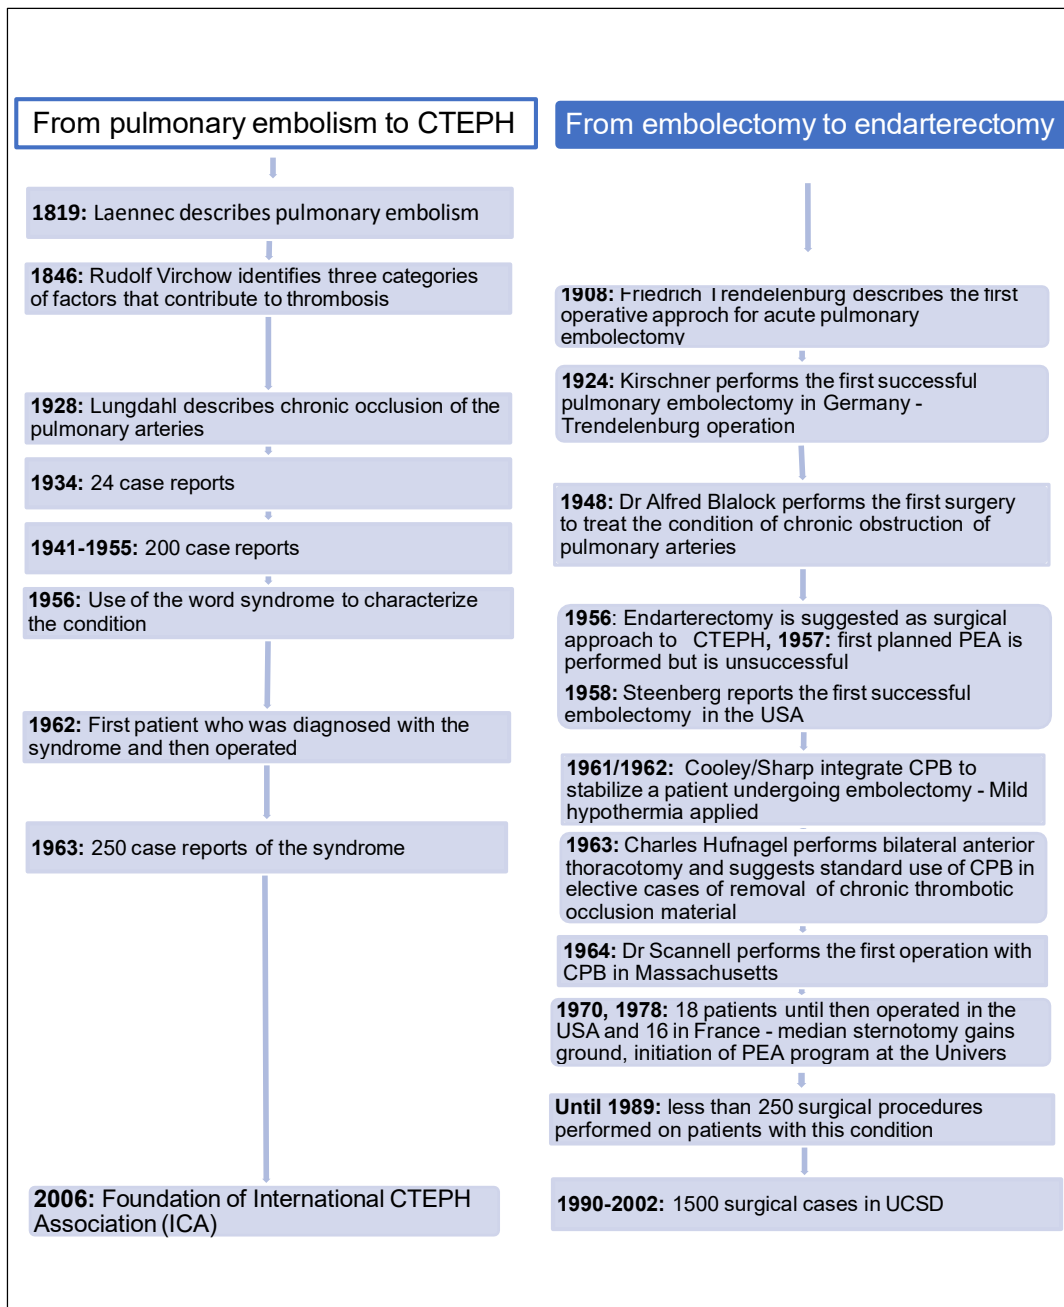 From pulmonary embolism to CTEPH
1819: Laennec describes pulmonary embolism
1846: Rudolf Virchow identifies three categories
of factors that contribute to thrombosis
1928: Lungdahl describes chronic occlusion of the
pulmonary arteries
1934: 24 case reports
1941-1955: 200 case reports
1956: Use of the word syndrome to characterize
the condition
1962: First patient who was diagnosed with the
syndrome and then operated
1963: 250 case reports of the syndrome
2006: Foundation of International CTEPH
Association (ICA)
From embolectomy to endarterectomy
1908: Friedrich Trendelenburg describes the first
operative approch for acute pulmonary
embolectomy
1924: Kirschner performs the first successful
pulmonary embolectomy in Germany -
Trendelenburg operation
1948: Dr Alfred Blalock performs the first surgery
to treat the condition of chronic obstruction of
pulmonary arteries
1956: Endarterectomy is suggested as surgical
approach to CTEPH, 1957: first planned PEA is
performed but is unsuccessful
1958: Steenberg reports the first successful
embolectomy in the USA
1961/1962: Cooley/Sharp integrate CPB to
stabilize a patient undergoing embolectomy - Mild
hypothermia applied
1963: Charles Hufnagel performs bilateral anterior
thoracotomy and suggests standard use of CPB in
elective cases of removal of chronic thrombotic
occlusion material
1964: Dr Scannell performs the first operation with
CPB in Massachusetts
1970, 1978: 18 patients until then operated in the
USA and 16 in France - median sternotomy gains
ground, initiation of PEA program at the Univers
Until 1989: less than 250 surgical procedures
performed on patients with this condition
1990-2002: 1500 surgical cases in UCSD